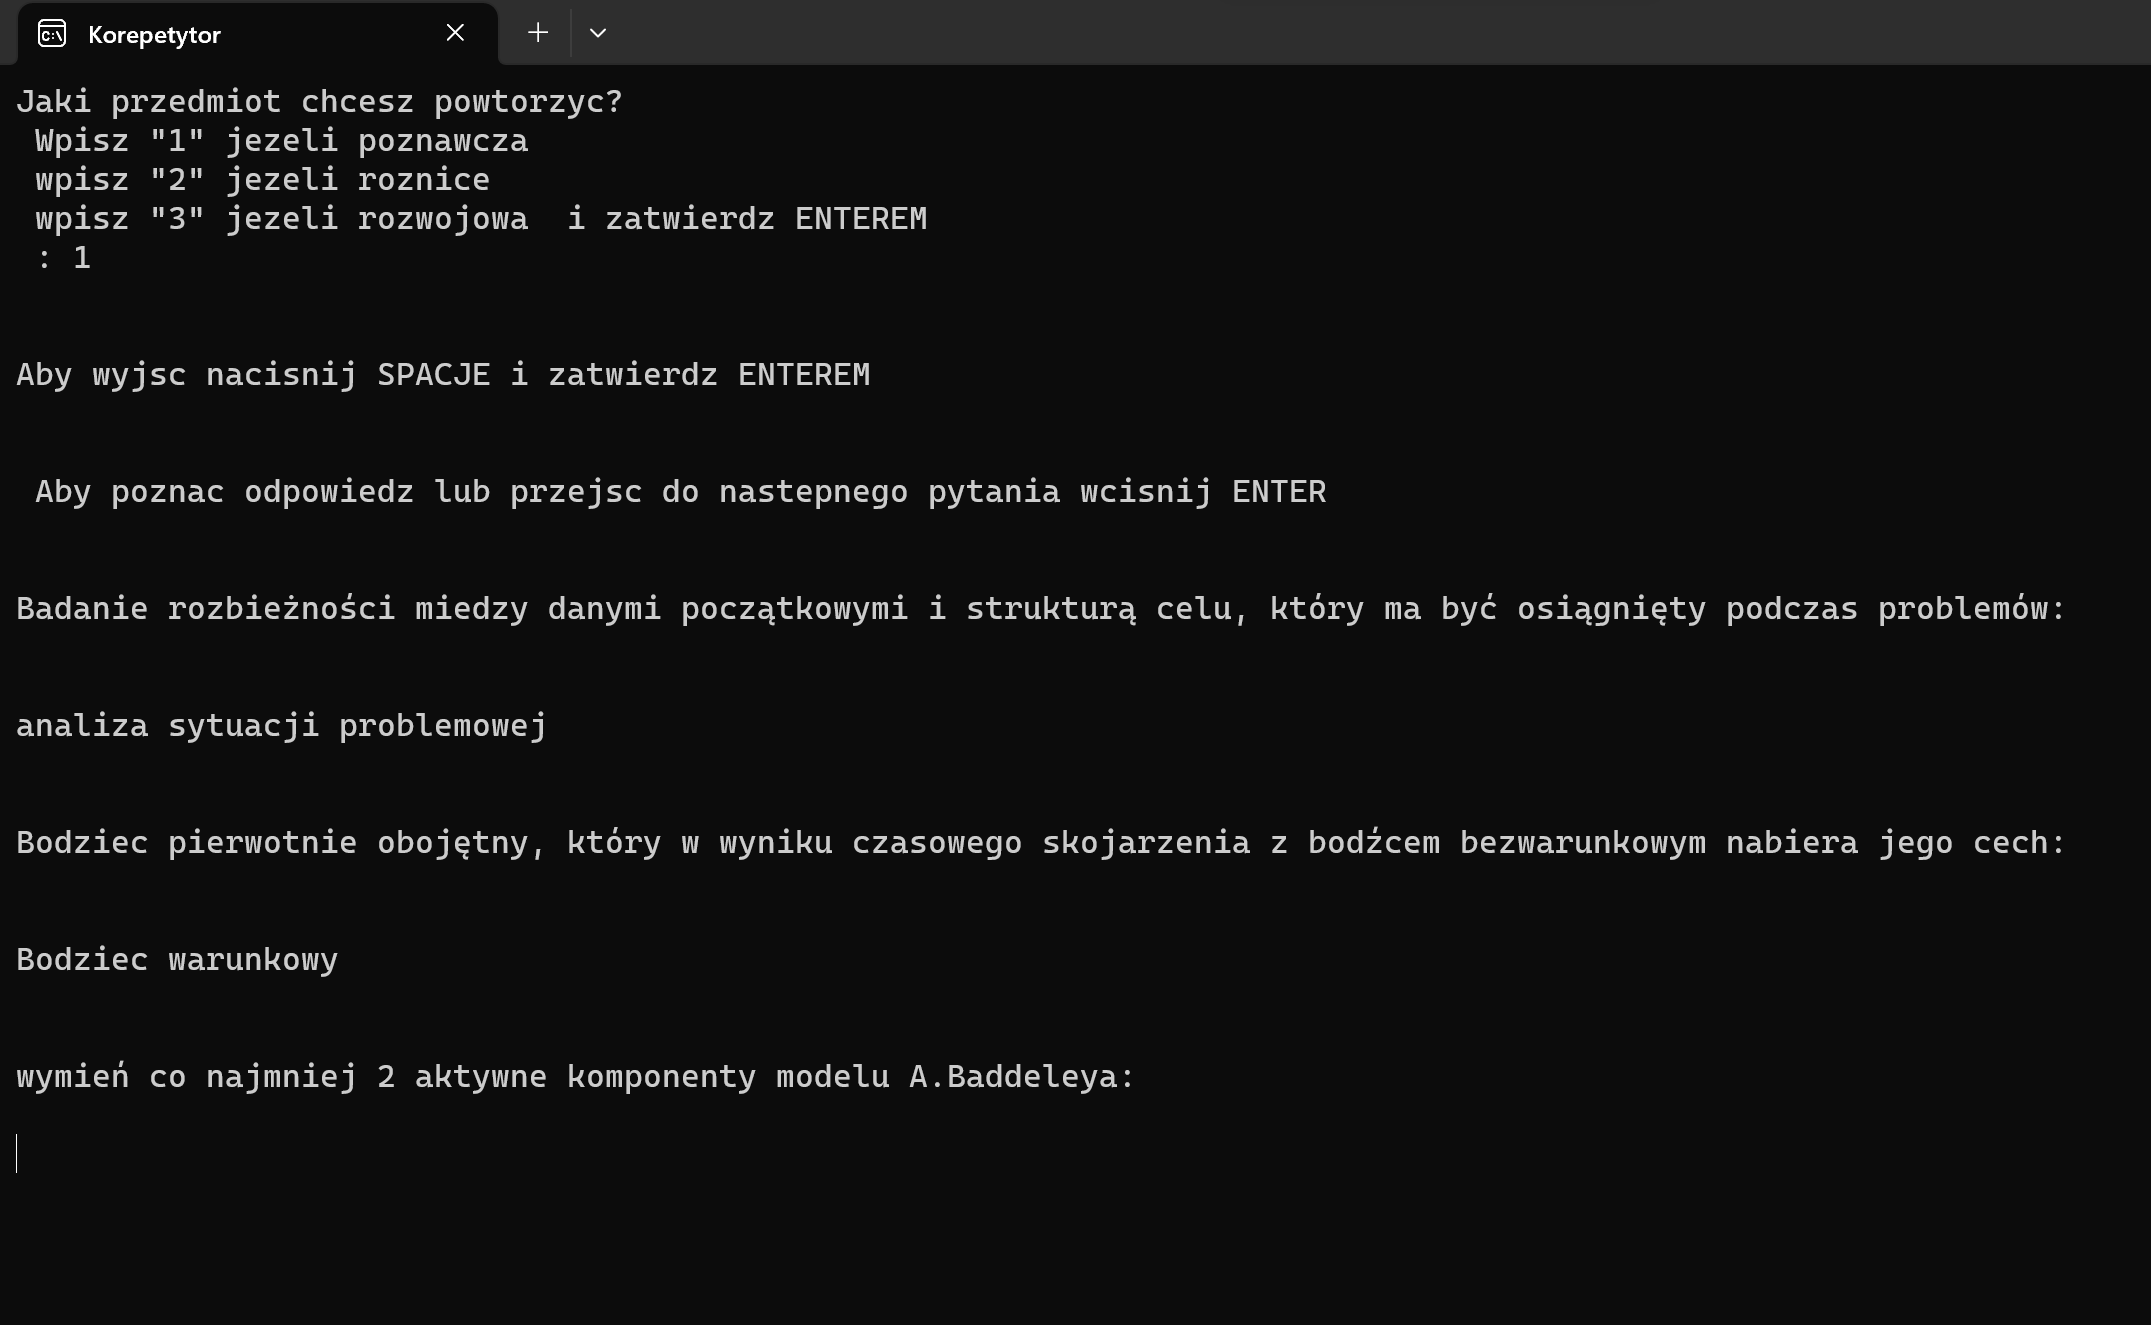 Korepetytor
Jaki przedmiot chcesz powtorzyc?
Wpisz "1" jezeli poznawcza
wpisz "2" jezeli roznice
wpisz "3" jezeli rozwojowa  i zatwierdz ENTEREM
: 1
Aby wyjsc nacisnij SPACJE i zatwierdz ENTEREM
Aby poznac odpowiedz lub przejsc do nastepnego pytania wcisnij ENTER
Badanie rozbieżności miedzy danymi początkowymi i strukturą celu, który ma być osiągnięty podczas problemów:
analiza sytuacji problemowej
Bodziec pierwotnie obojętny, który w wyniku czasowego skojarzenia z bodźcem bezwarunkowym nabiera jego cech:
Bodziec warunkowy
wymień co najmniej 2 aktywne komponenty modelu A.Baddeleya: